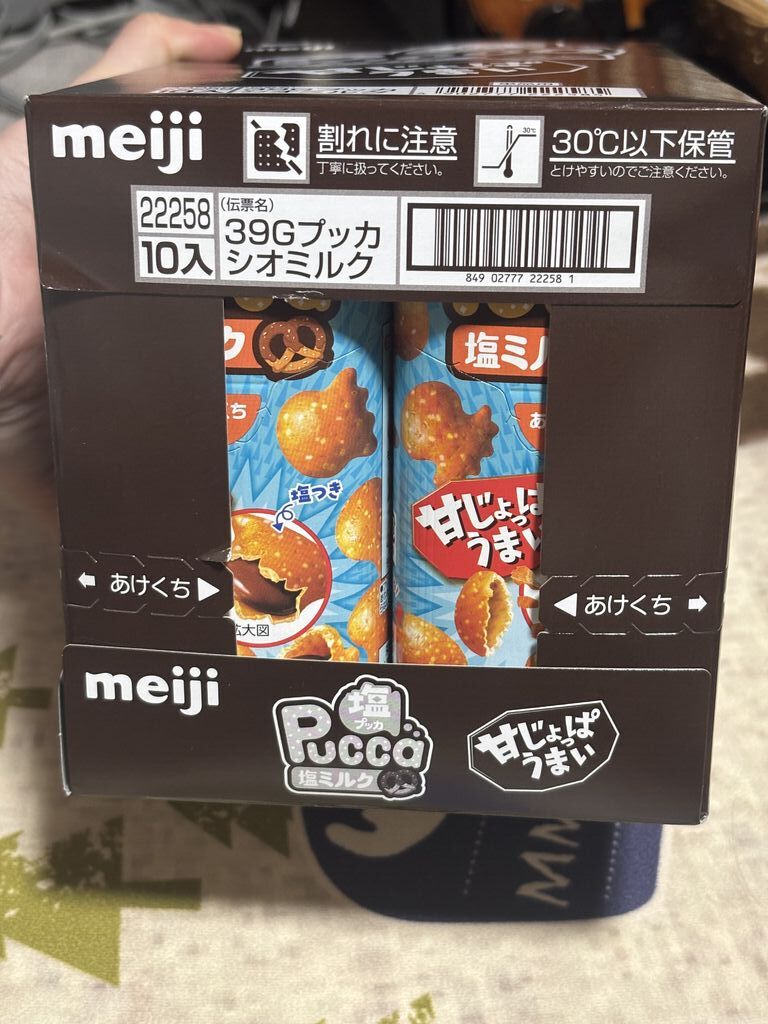 meiji
meiji
割れに注意
丁寧に扱ってください。
30℃
30℃以下保管
とけやすいのでご注意ください。
22258
10入
(伝票名)
39Gプッカ
シオミルク
849 02777 22258 1
ク
塩ミル
くち
あ
塩つき
甘じょっぱ
うまい
拡大図
あけくち
あけくち
meiji
塩
プッカ
Pucca
塩ミルク
甘じょっぱ
うまい